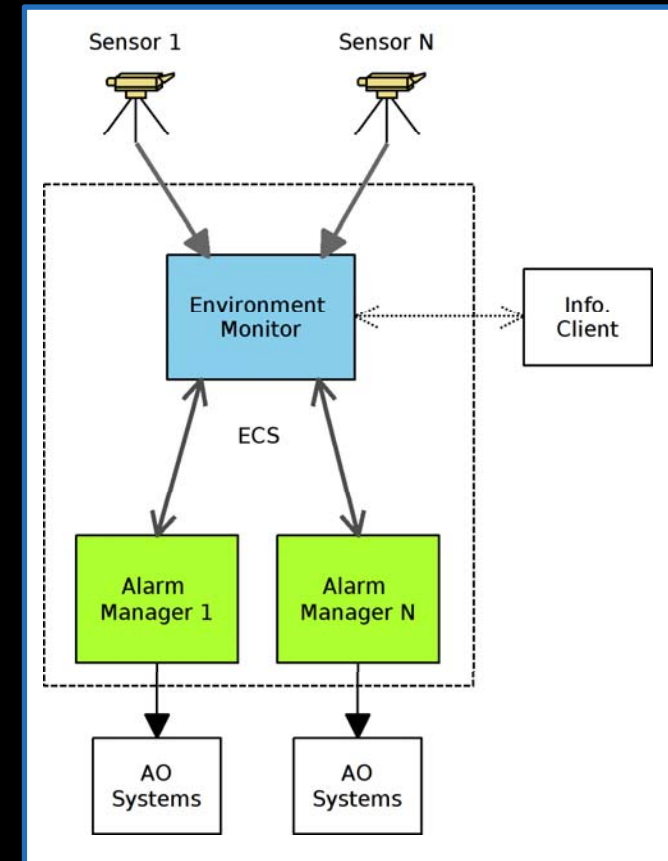 Sensor 1
Sensor N
Environment
Monitor
Info.
Client
ECS
Alarm
Manager 1
Alarm
Manager N
AO
Systems
AO
Systems